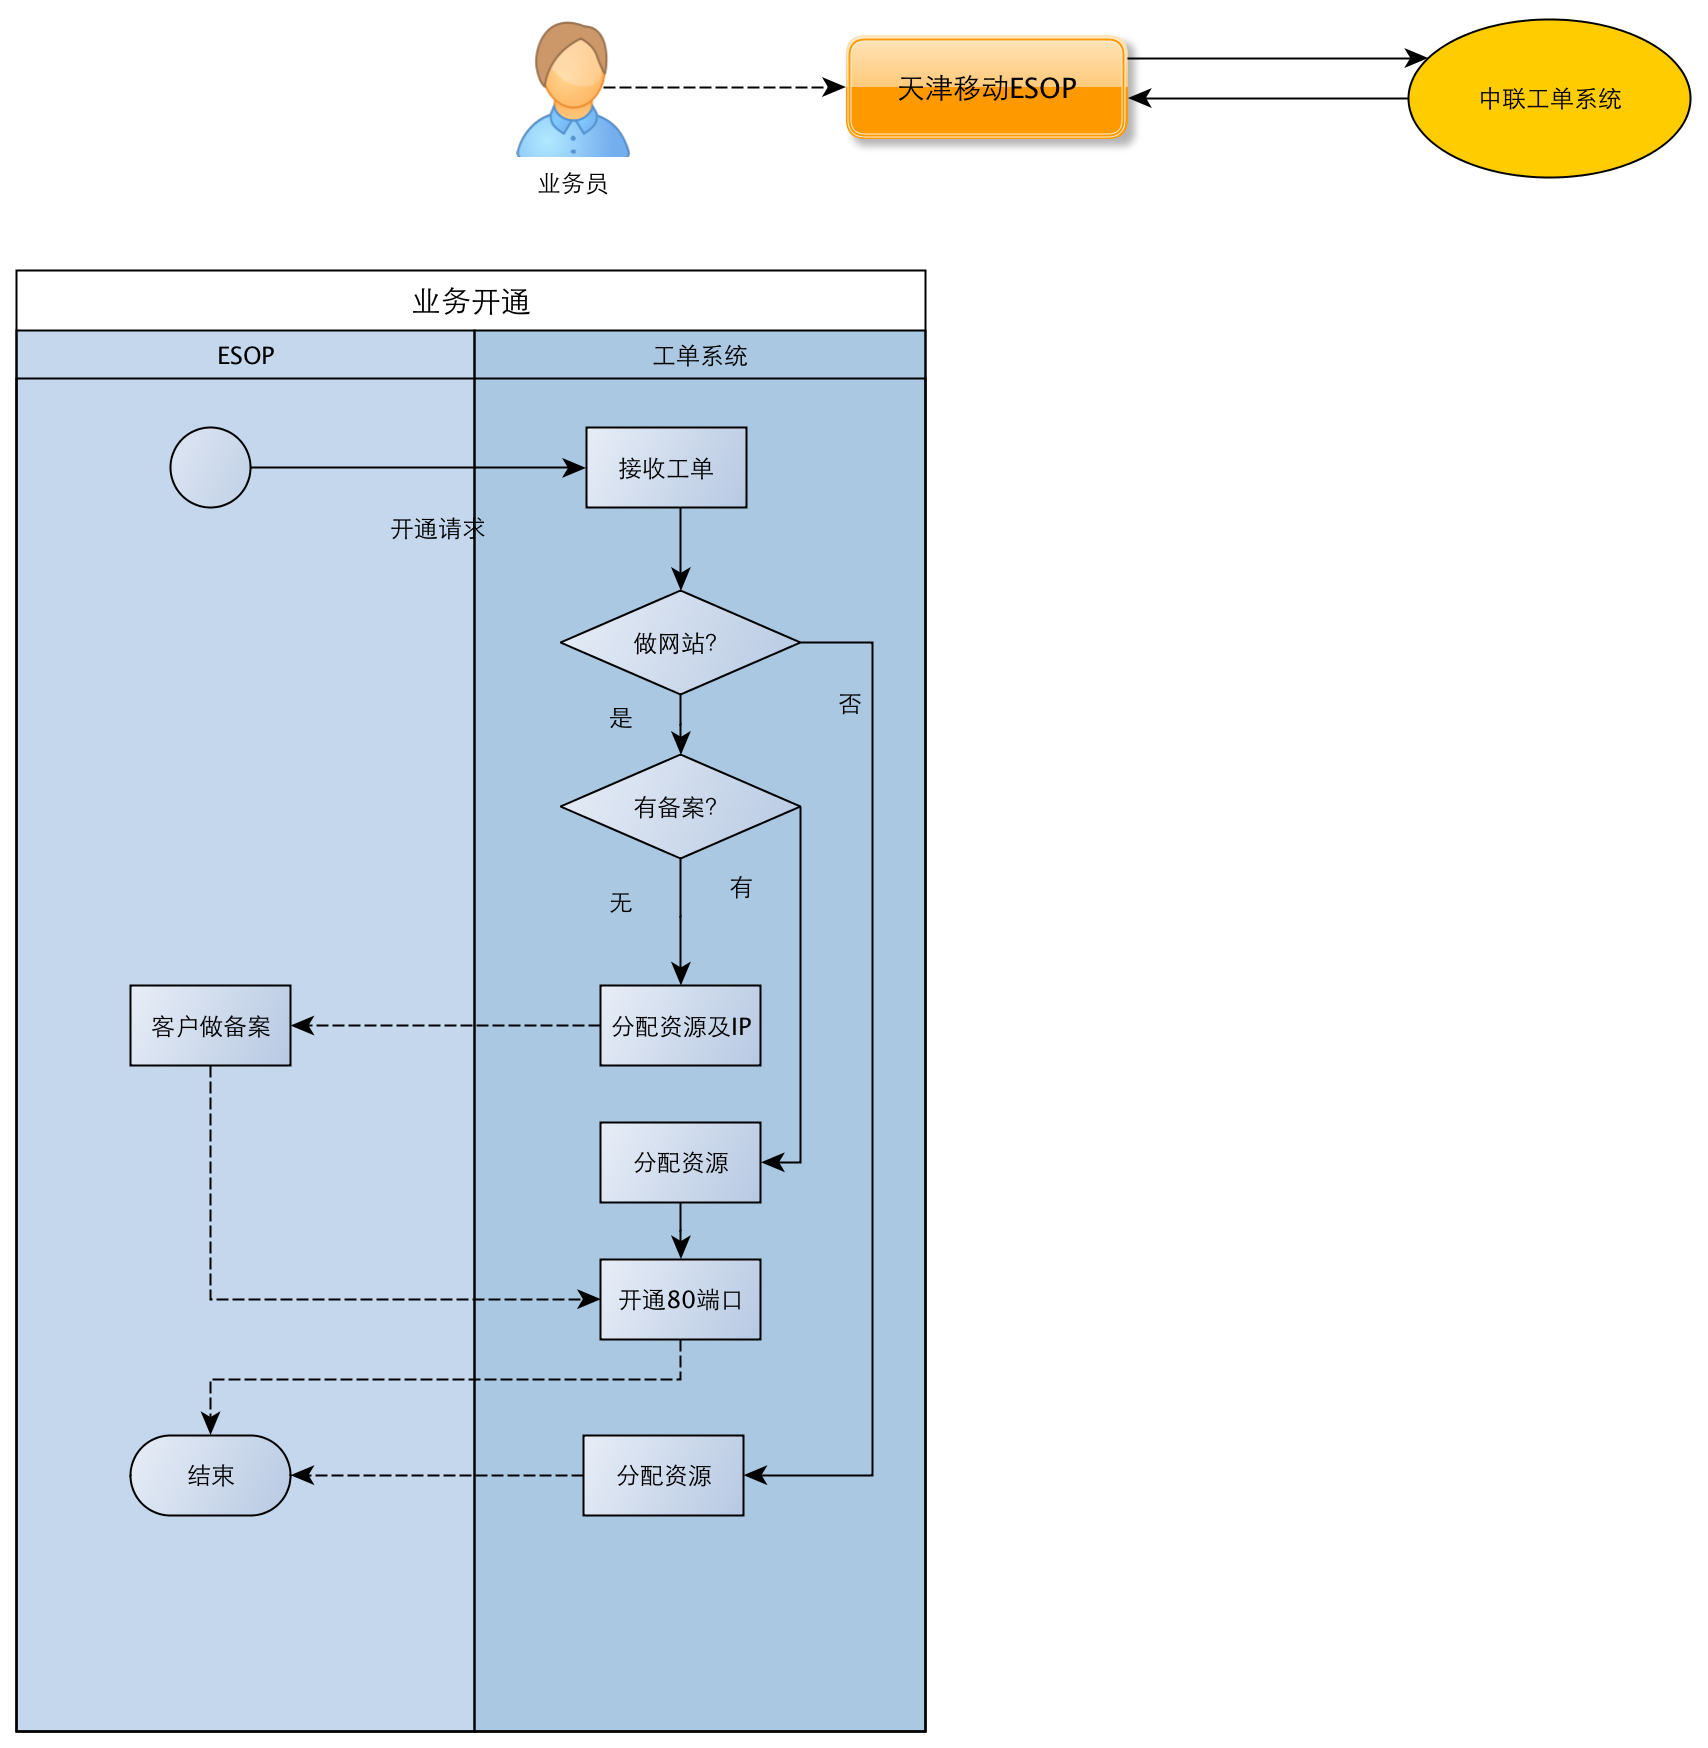 天津移动ESOP
中联工单系统
业务员
业务开通
ESOP
工单系统
接收工单
开通请求
做网站?
是
否
有备案?
无
有
客户做备案
分配资源及IP
分配资源
开通80端口
结束
分配资源